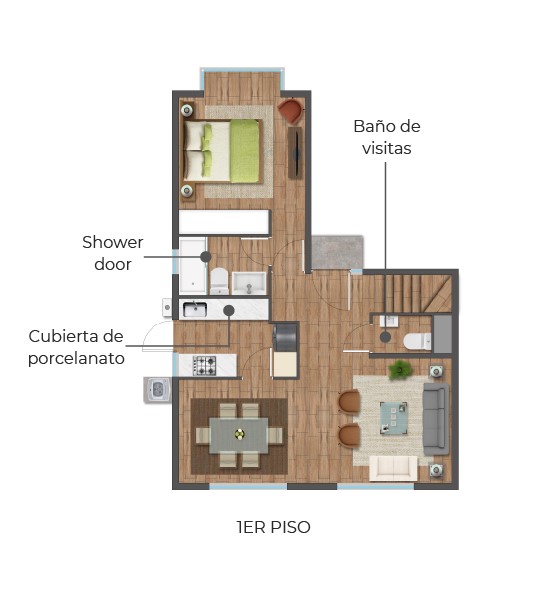 Baño de
visitas
Shower
door
Cubierta de
porcelanato
1ER PISO